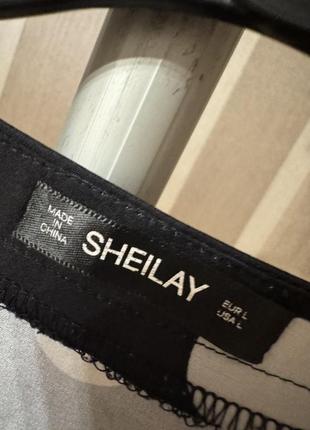 MADE IN
CHINA
SHEILAY
EUR L
USA L